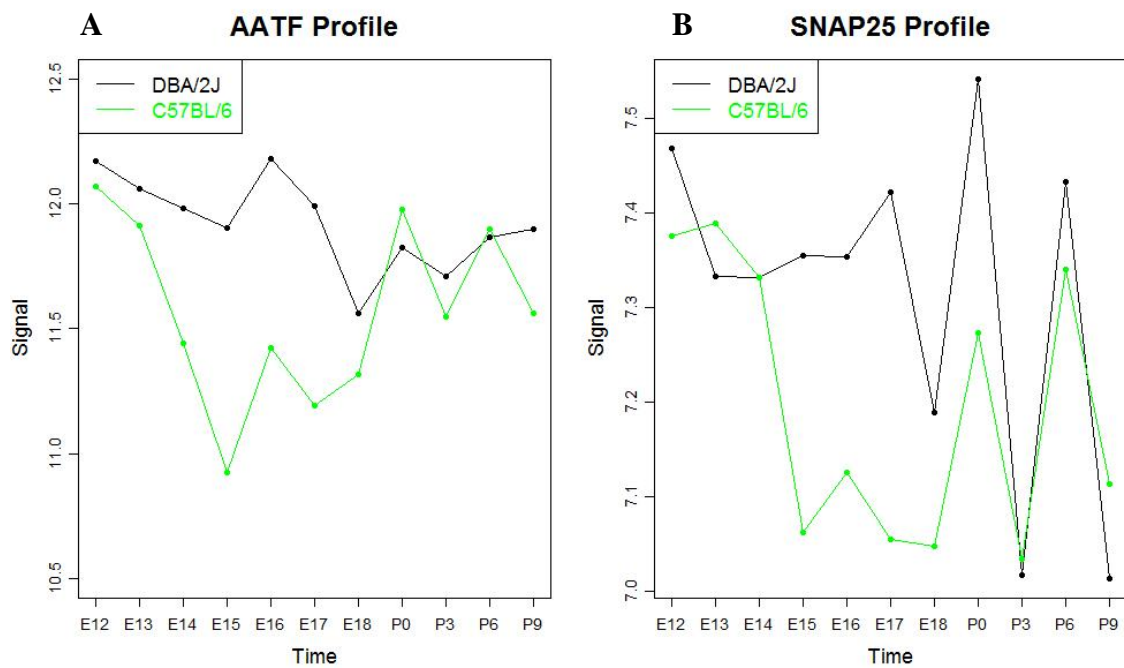 A
AATF Profile
DBA/2J
C57BL/6
12.5
12.0
11.5
11.0
10.5
Signal
E12 E13 E14 E15 E16 E17 E18 P0 P3 P6 P9
Time
B
SNAP25 Profile
DBA/2J
C57BL/6
7.5
7.4
7.3
7.2
7.1
7.0
Signal
E12 E13 E14 E15 E16 E17 E18 P0 P3 P6 P9
Time